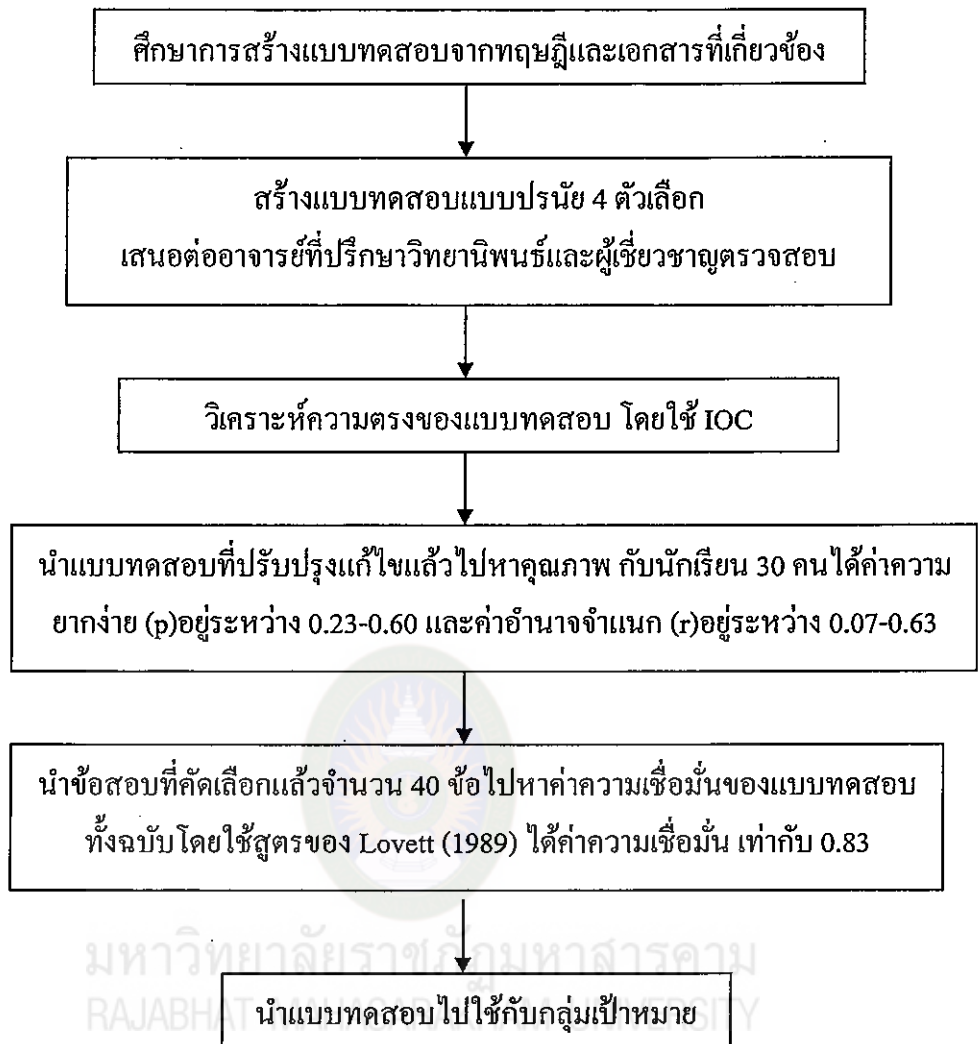 ศึกษาการสร้างแบบทดสอบจากทฤษฎีและเอกสารที่เกี่ยวข้อง
สร้างแบบทดสอบแบบปรนัย 4 ตัวเลือก
เสนอต่ออาจารย์ที่ปรึกษาวิทยานิพนธ์และผู้เชี่ยวชาญตรวจสอบ
วิเคราะห์ความตรงของแบบทดสอบ โดยใช้ IOC
นำแบบทดสอบที่ปรับปรุงแก้ไขแล้วไปหาคุณภาพ กับนักเรียน 30 คนได้ค่าความ
ยากง่าย (p)อยู่ระหว่าง 0.23-0.60 และค่าอำนาจจำแนก (r)อยู่ระหว่าง 0.07-0.63
นำข้อสอบที่คัดเลือกแล้วจำนวน 40 ข้อไปหาค่าความเชื่อมั่นของแบบทดสอบ
ทั้งฉบับโดยใช้สูตรของ Lovett (1989) ได้ค่าความเชื่อมั่น เท่ากับ 0.83
มหาวิทยาลัยราชภัฏมหาสารคาม
นำแบบทดสอบไปใช้กับกลุ่มเป้าหมาย
RAJABHAT